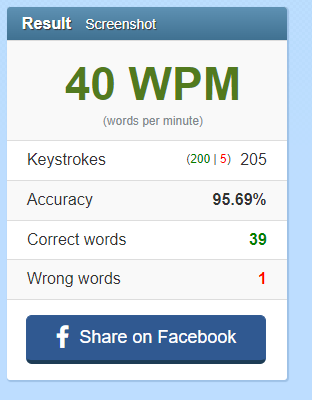 Result Screenshot
40 WPM
(words per minute)
Keystrokes (200 | 5) 205
Accuracy 95.69%
Correct words 39
Wrong words 1
Share on Facebook